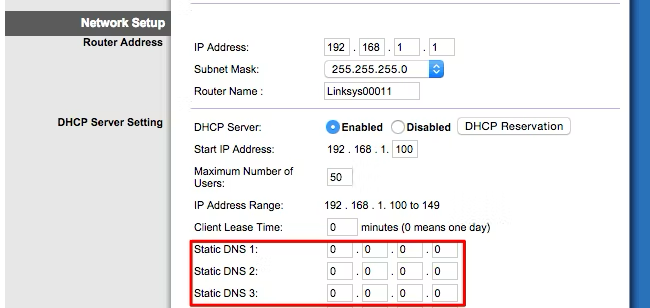 Network Setup
Router Address
IP Address: 192 . 168 . 1 . 1
Subnet Mask: 255.255.255.0
Router Name : Linksys00011
DHCP Server Setting
DHCP Server: Enabled Disabled DHCP Reservation
Start IP Address: 192 . 168 . 1. 100
Maximum Number of
Users: 50
IP Address Range: 192 . 168 . 1. 100 to 149
Client Lease Time: 0 minutes (0 means one day)
Static DNS 1: 0 . 0 . 0 . 0
Static DNS 2: 0 . 0 . 0 . 0
Static DNS 3: 0 . 0 . 0 . 0